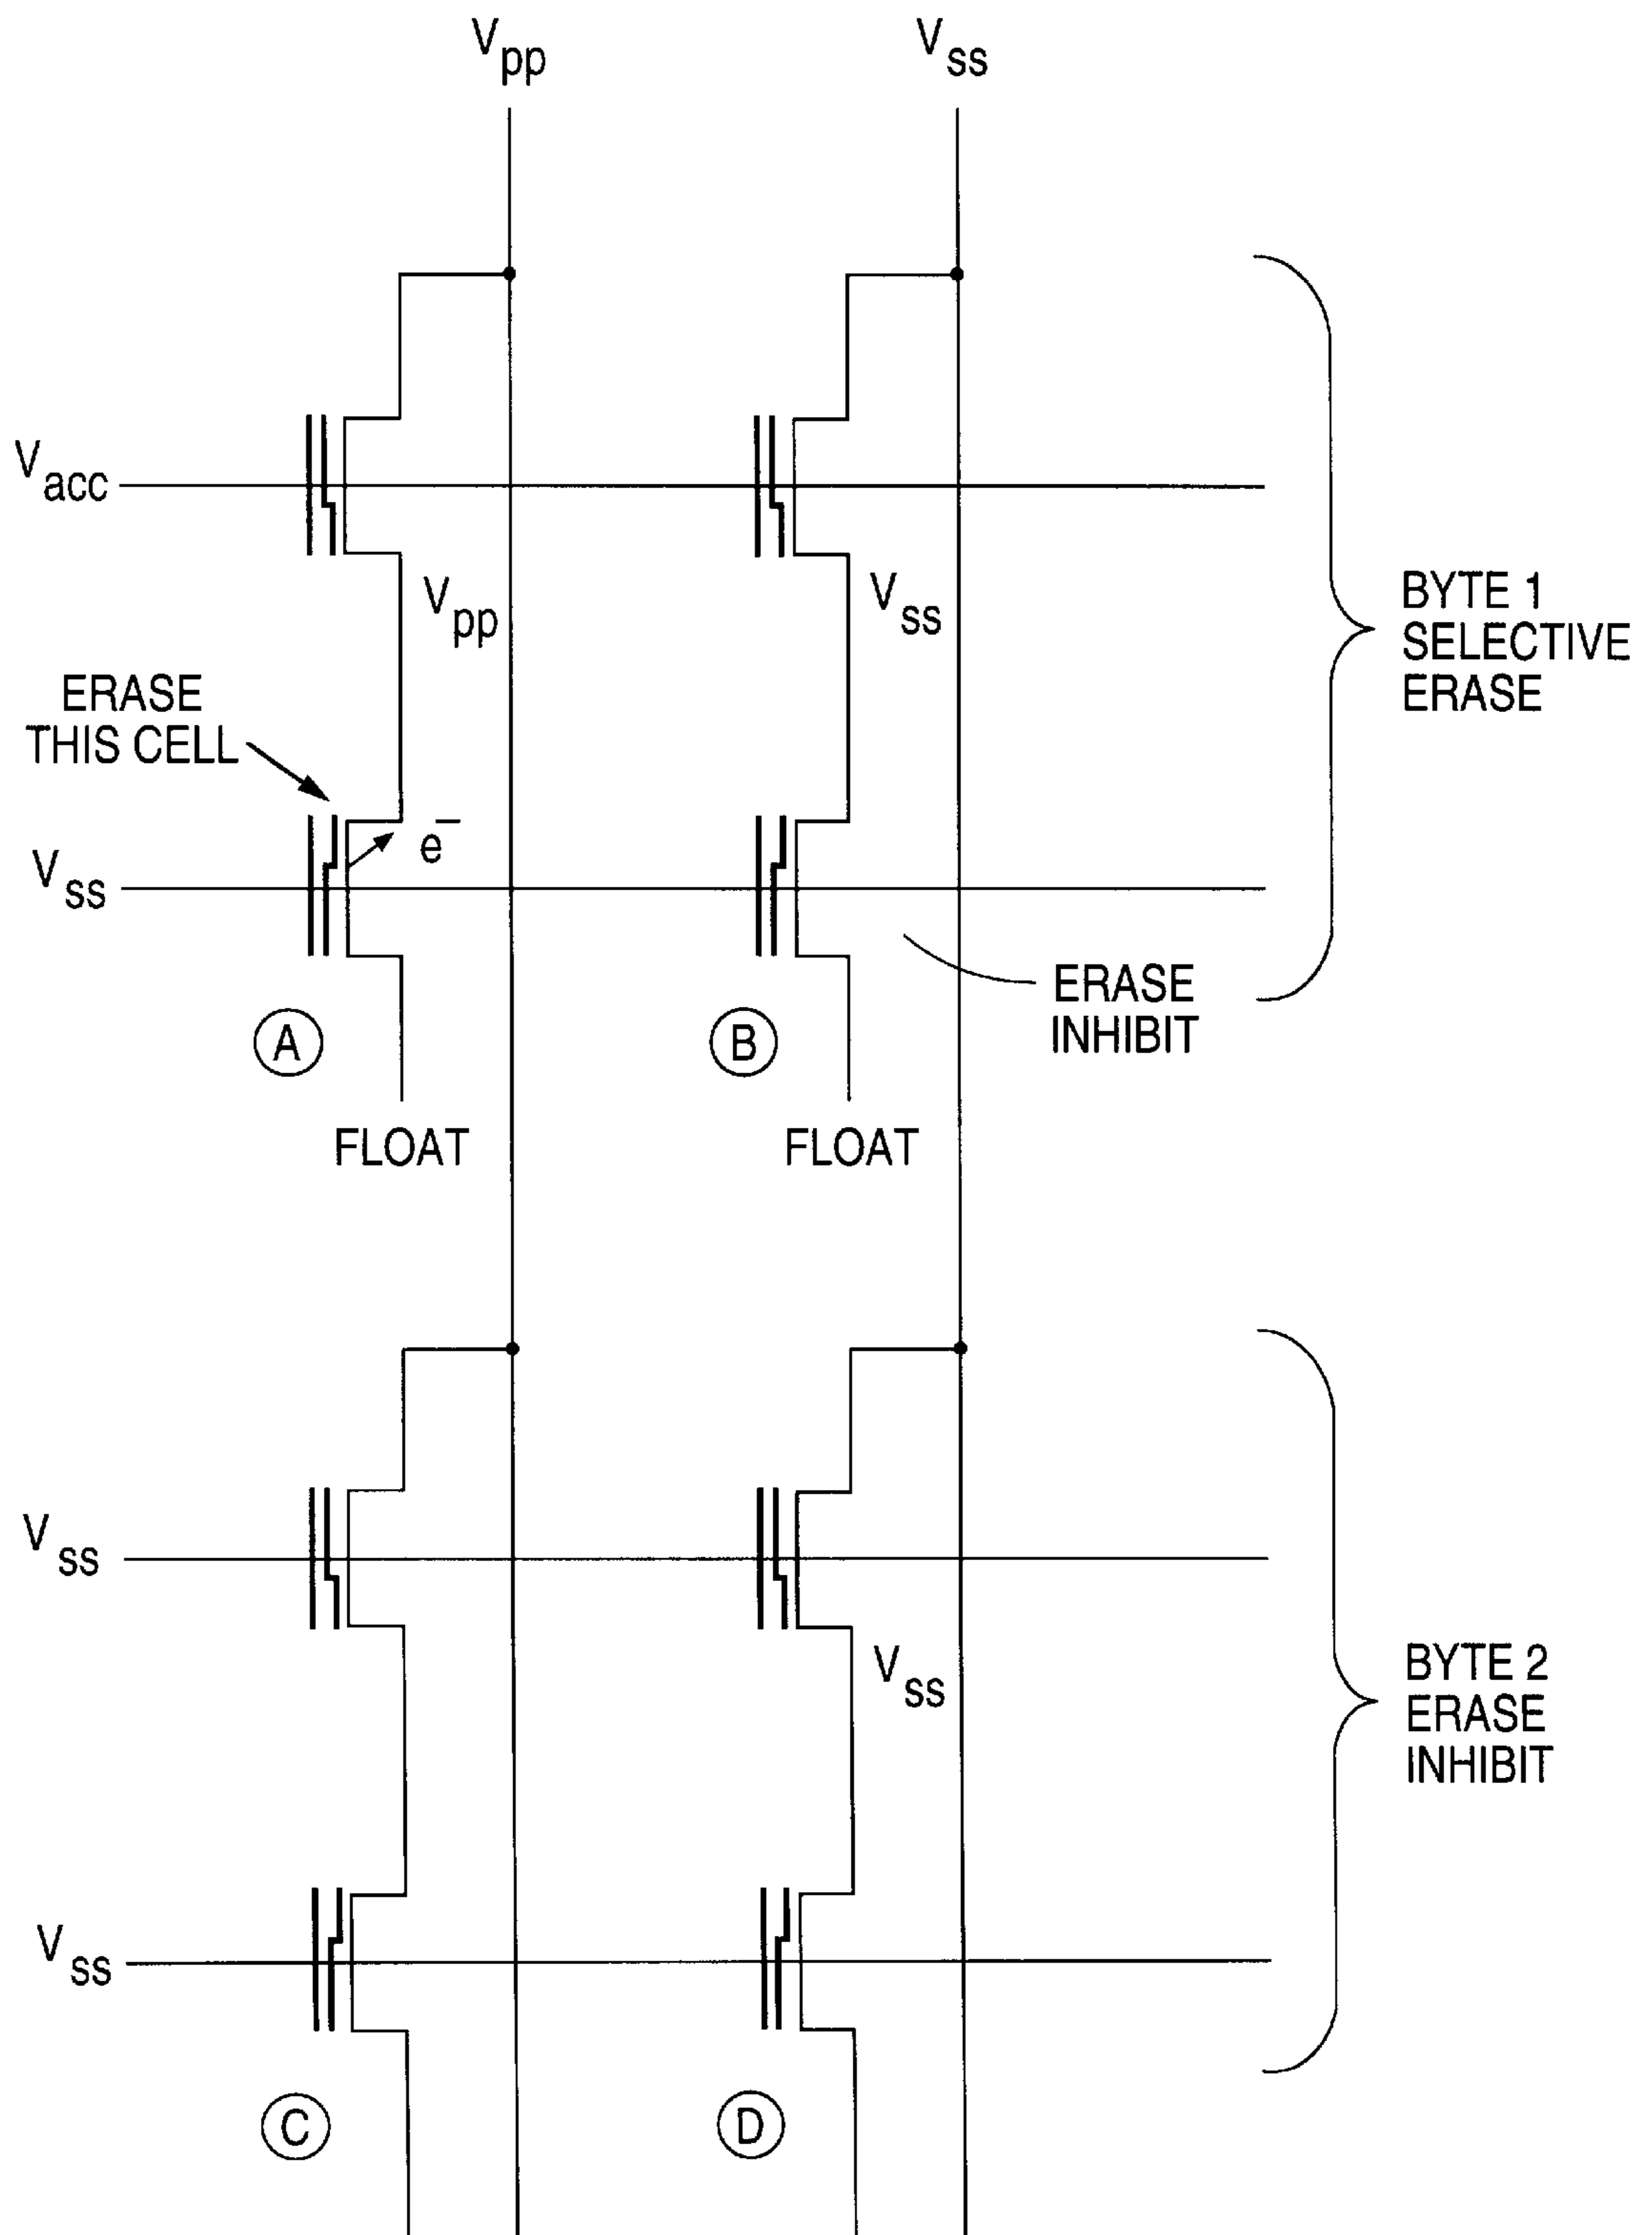 Vpp
Vss
Vacc
Vpp
Vss
BYTE 1
SELECTIVE
ERASE
ERASE
THIS CELL
e–
Vss
ERASE
INHIBIT
A
B
FLOAT
FLOAT
Vss
Vss
BYTE 2
ERASE
INHIBIT
Vss
C
D